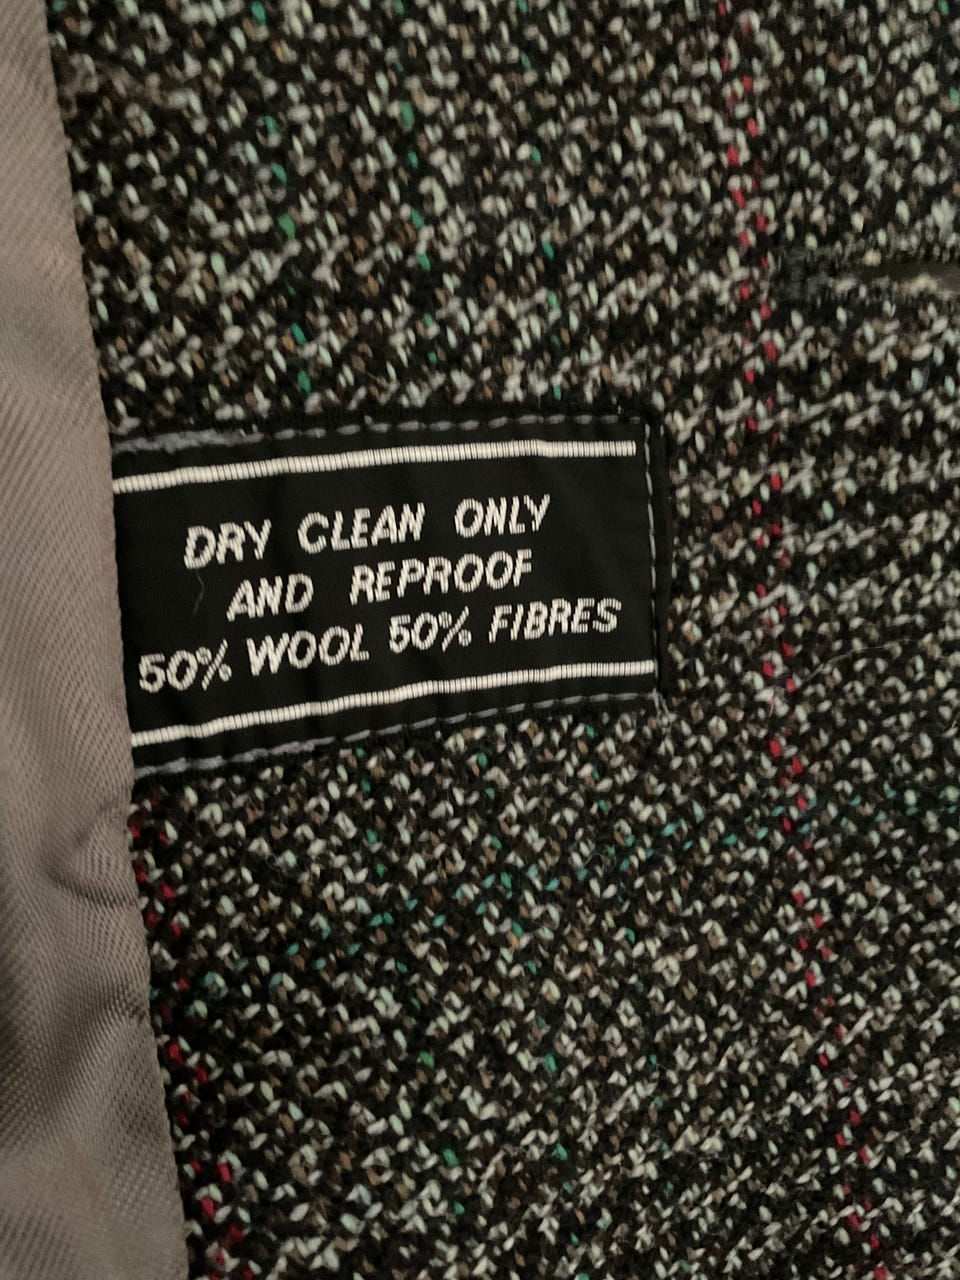 DRY CLEAN ONLY
AND REPROOF
50% WOOL 50% FIBRES